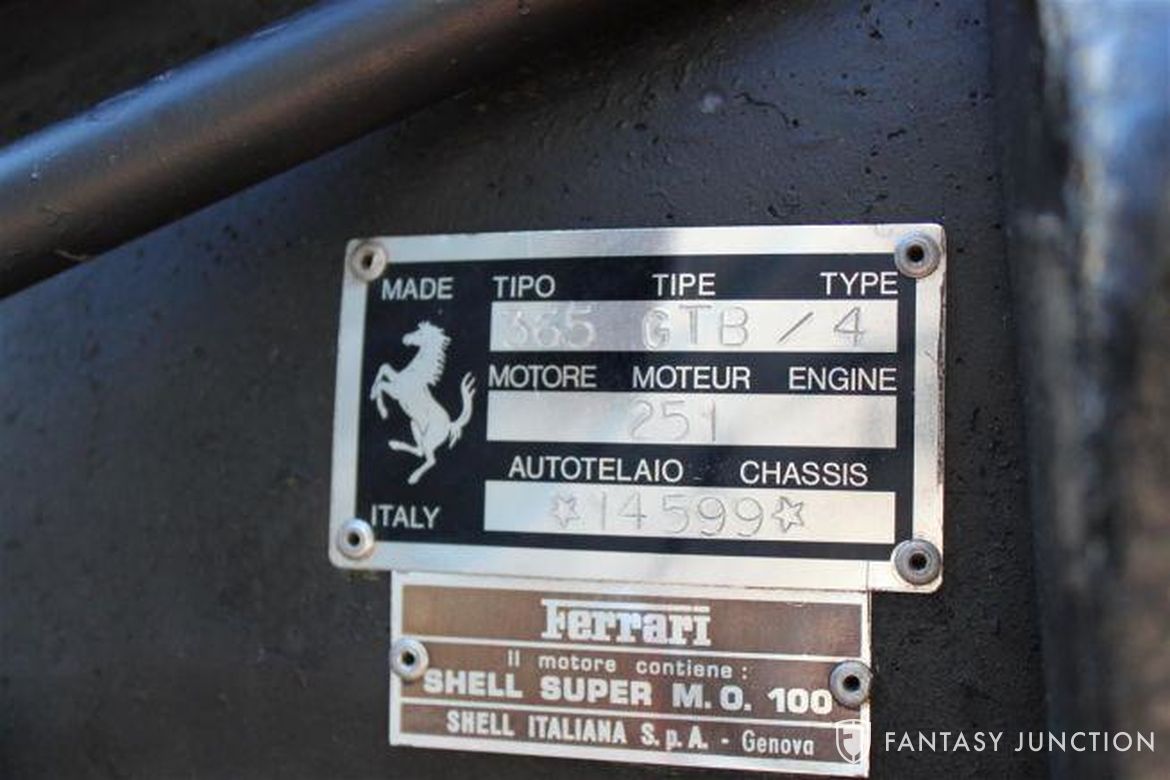 MADE TIPO TIPE TYPE
365 GTB / 4
MOTORE MOTEUR ENGINE
251
AUTOTELAIO CHASSIS
ITALY ☆14599☆
Ferrari
Il motore contiene :
SHELL SUPER M.O. 100
SHELL ITALIANA S.p.A. - Genova
FANTASY JUNCTION